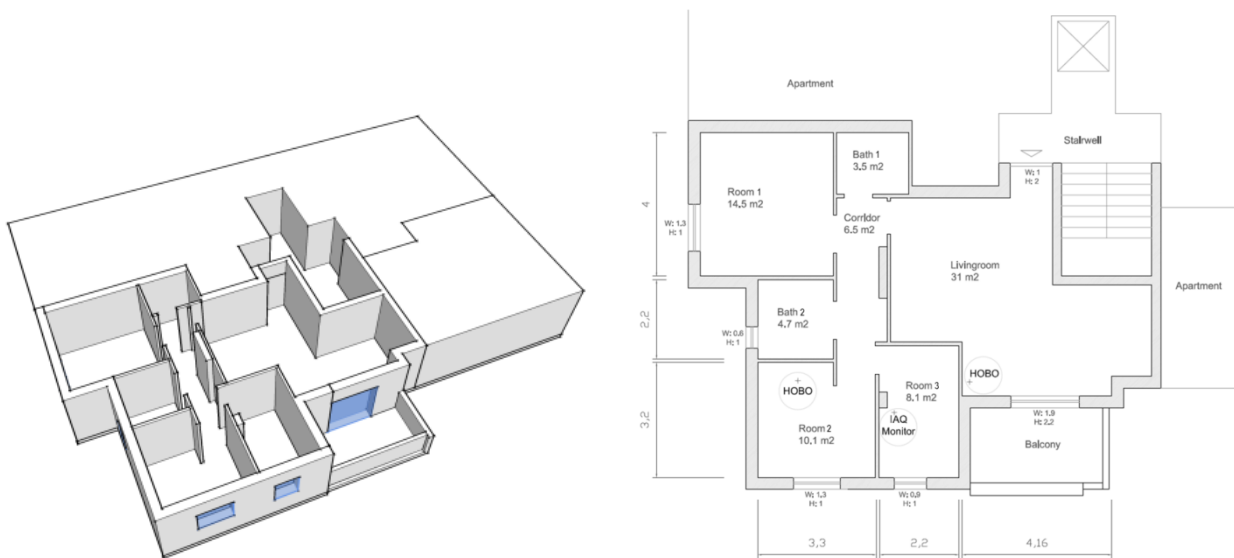 Apartment
Stairwell
Bath 1
3.5 m2
W: 1
H: 2
Room 1
14.5 m2
4
Corridor
6.5 m2
W: 1.3
H: 1
Livingroom
31 m2
Apartment
Bath 2
4.7 m2
2,2
W: 0.6
H: 1
HOBO
HOBO
Room 3
8.1 m2
W: 1.9
H: 2.2
3,2
IAQ
Monitor
Room 2
10.1 m2
Balcony
W: 1.3
H: 1
W: 0.9
H: 1
3,3
2,2
4,16